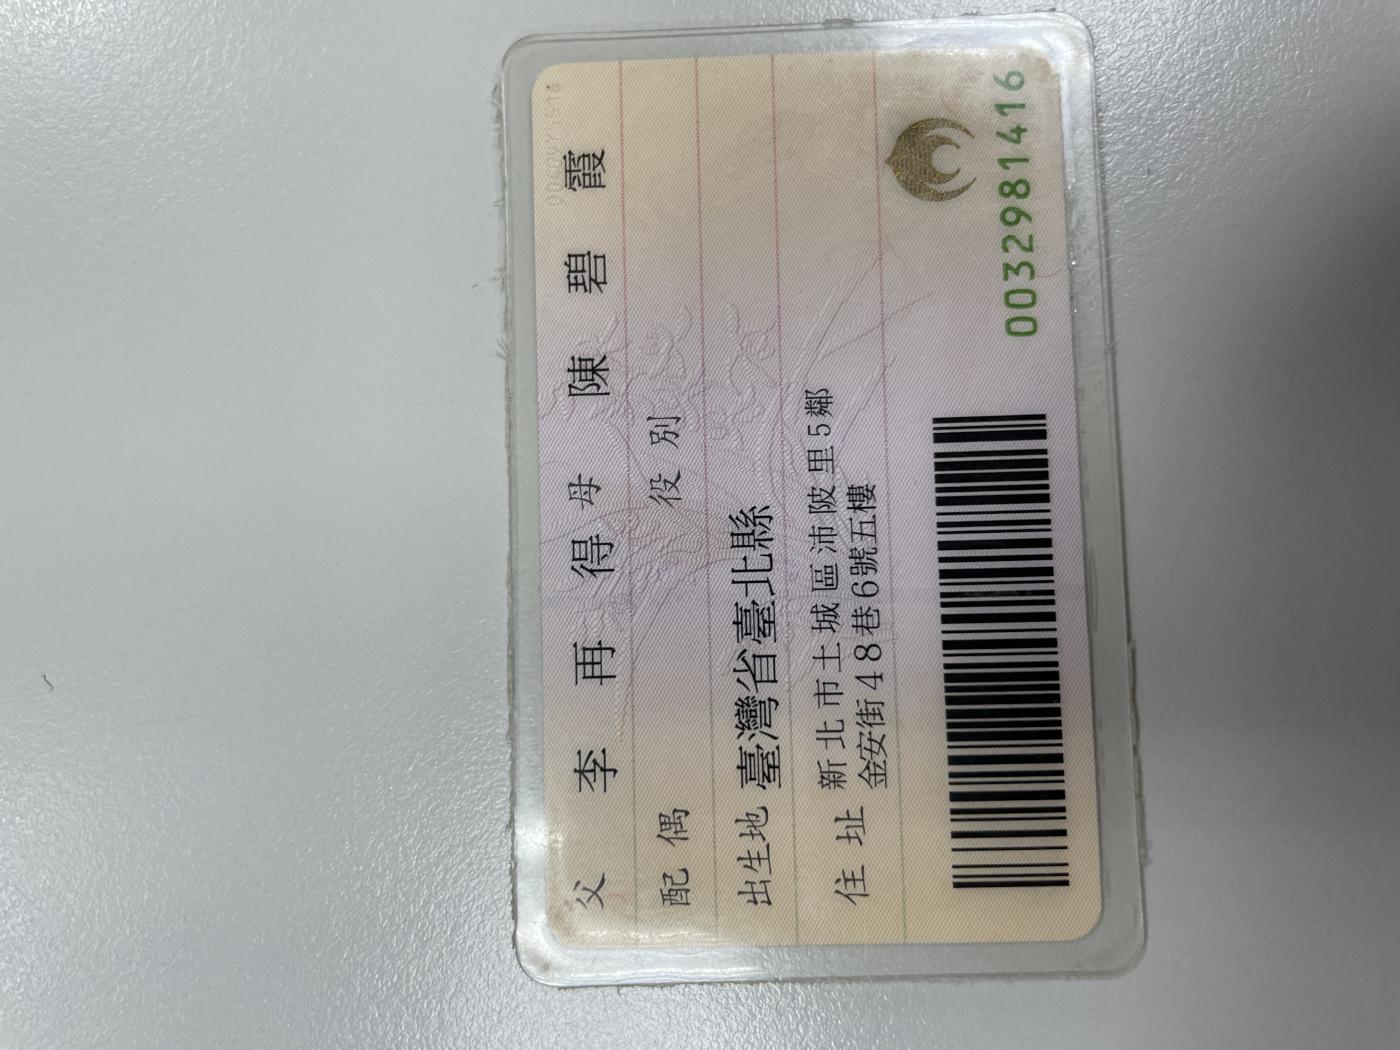 父 李再得 母 陳碧霞
配偶 役別
出生地 臺灣省臺北縣
住址 新北市土城區沛陂里5鄰
金安街48巷6號五樓
0032981416